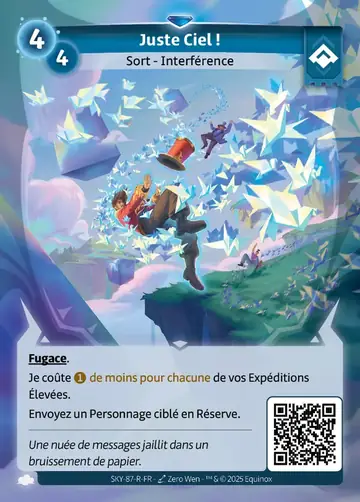 4
4
Juste Ciel !
Sort - Interférence
Fugace.
Je coûte 1 de moins pour chacune de vos Expéditions
Élevées.
Envoyez un Personnage ciblé en Réserve.
Une nuée de messages jaillit dans un
bruissement de papier.
SKY-87-R-FR - Zero Wen - ™ & © 2025 Equinox